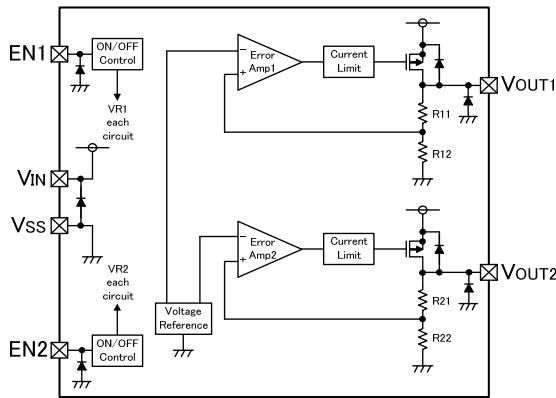 EN1
ON/OFF
Control
VR1
each
circuit
VIN
VSS
VR2
each
circuit
EN2
ON/OFF
Control
Voltage
Reference
−
+
Error
Amp1
Current
Limit
R11
R12
VOUT1
−
+
Error
Amp2
Current
Limit
R21
R22
VOUT2